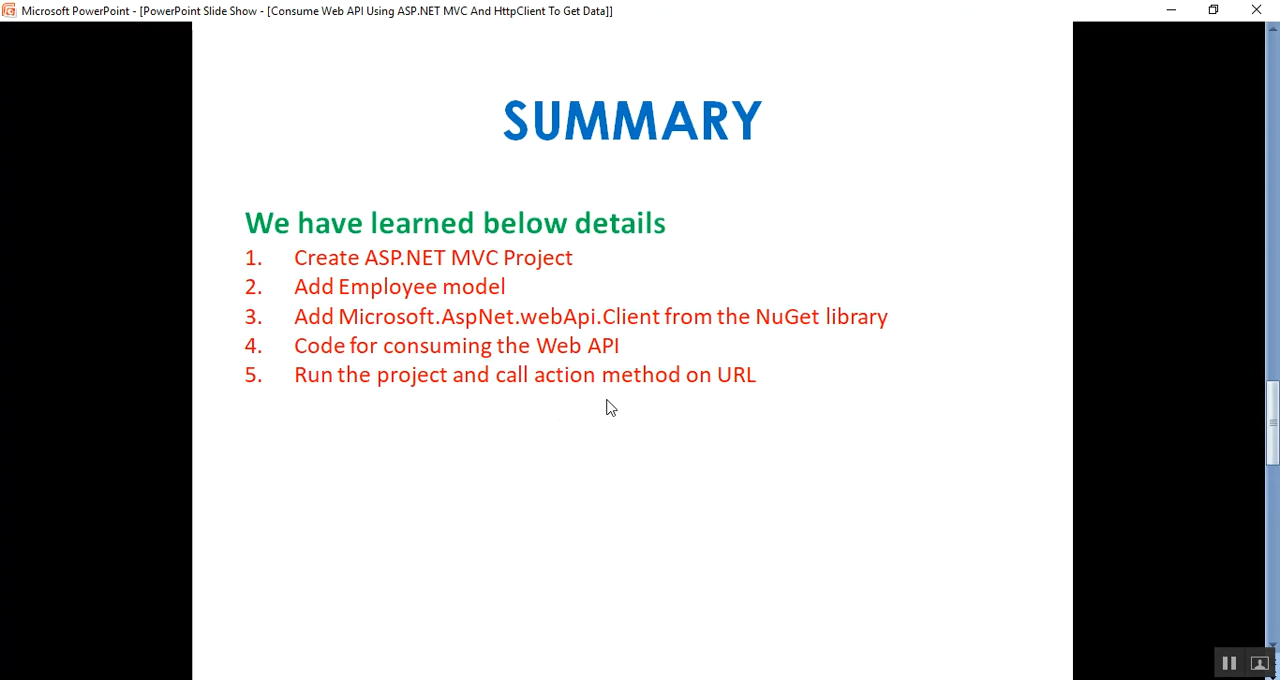 Microsoft PowerPoint - [PowerPoint Slide Show - [Consume Web API Using ASP.NET MVC And HttpClient To Get Data]]
SUMMARY
We have learned below details
1. Create ASP.NET MVC Project
2. Add Employee model
3. Add Microsoft.AspNet.webApi.Client from the NuGet library
4. Code for consuming the Web API
5. Run the project and call action method on URL